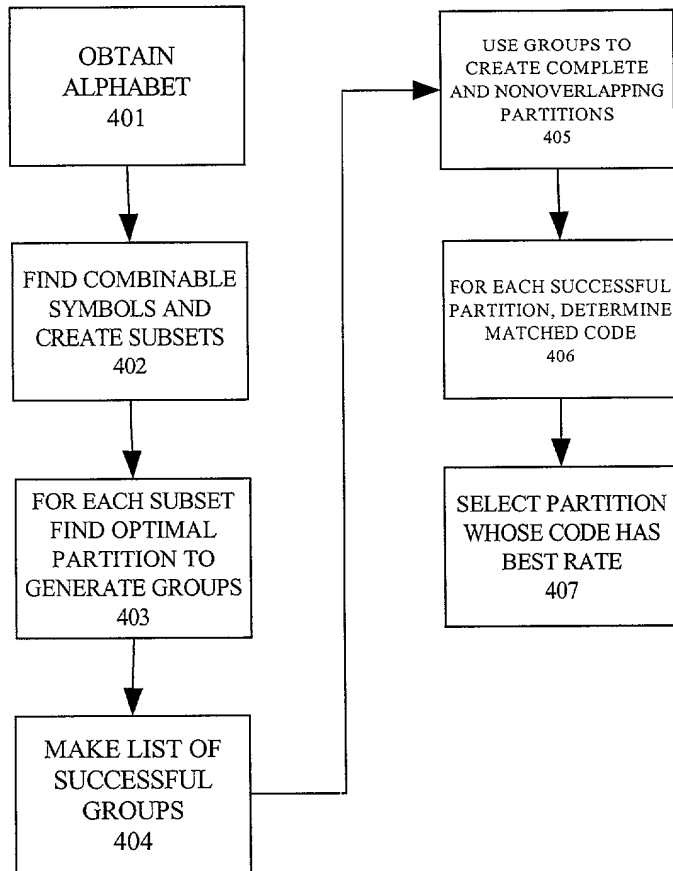 OBTAIN
ALPHABET
401
FIND COMBINABLE
SYMBOLS AND
CREATE SUBSETS
402
FOR EACH SUBSET
FIND OPTIMAL
PARTITION TO
GENERATE GROUPS
403
MAKE LIST OF
SUCCESSFUL
GROUPS
404
USE GROUPS TO
CREATE COMPLETE
AND NONOVERLAPPING
PARTITIONS
405
FOR EACH SUCCESSFUL
PARTITION, DETERMINE
MATCHED CODE
406
SELECT PARTITION
WHOSE CODE HAS
BEST RATE
407